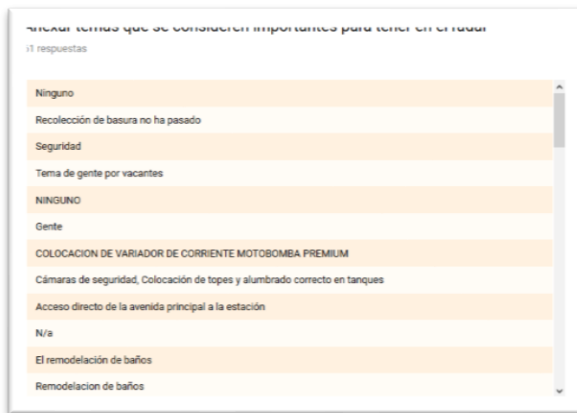 Anexar temas que se consideren importantes para tener en el radar
51 respuestas
Ninguno
Recolección de basura no ha pasado
Seguridad
Tema de gente por vacantes
NINGUNO
Gente
COLOCACION DE VARIADOR DE CORRIENTE MOTOBOMBA PREMIUM
Cámaras de seguridad, Colocación de topes y alumbrado correcto en tanques
Acceso directo de la avenida principal a la estación
N/a
El remodelación de baños
Remodelacion de baños